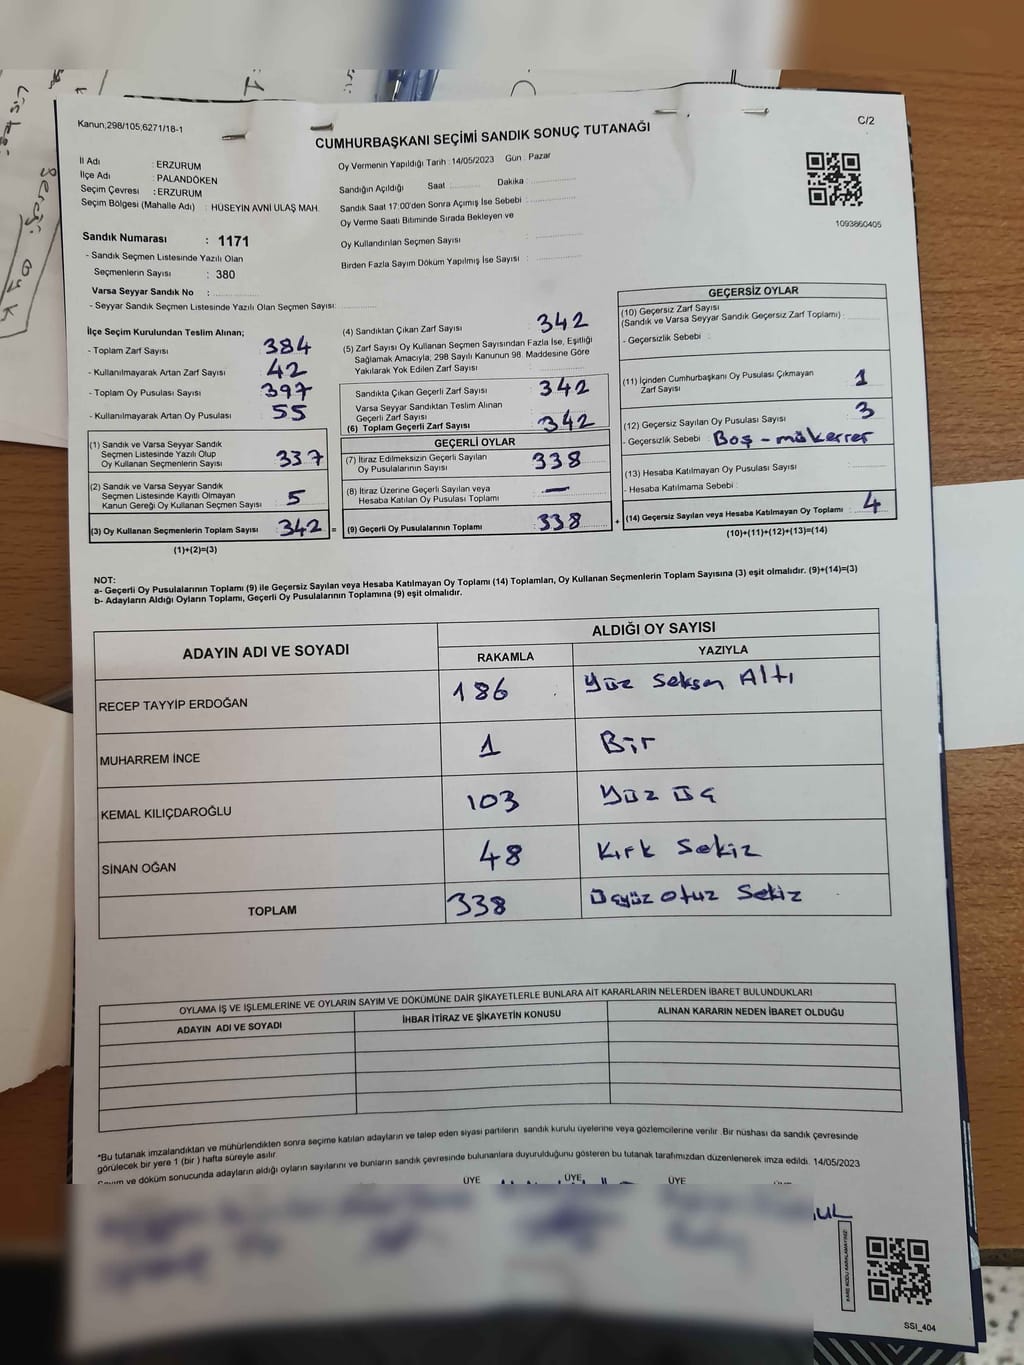 Kanun;298/105;6271/18-1
C/2
CUMHURBAŞKANI SEÇİMİ SANDIK SONUÇ TUTANAĞI
İl Adı : ERZURUM
İlçe Adı : PALANDÖKEN
Seçim Çevresi : ERZURUM
Seçim Bölgesi (Mahalle Adı) : HÜSEYİN AVNİ ULAŞ MAH.
Oy Vermenin Yapıldığı Tarih : 14/05/2023 Gün : Pazar
Sandığın Açıldığı Saat : Dakika :
Sandık Saat 17:00'den Sonra Açımış İse Sebebi :
Oy Verme Saati Bitiminde Sırada Bekleyen ve
Oy Kullandırılan Seçmen Sayısı :
Birden Fazla Sayım Döküm Yapılmış İse Sayısı :
1093860405
Sandık Numarası : 1171
- Sandık Seçmen Listesinde Yazılı Olan
Seçmenlerin Sayısı : 380
Varsa Seyyar Sandık No :
- Seyyar Sandık Seçmen Listesinde Yazılı Olan Seçmen Sayısı:
İlçe Seçim Kurulundan Teslim Alınan;
- Toplam Zarf Sayısı : 384
- Kullanılmayarak Artan Zarf Sayısı : 42
- Toplam Oy Pusulası Sayısı : 397
- Kullanılmayarak Artan Oy Pusulası : 55
(1) Sandık ve Varsa Seyyar Sandık
Seçmen Listesinde Yazılı Olup
Oy Kullanan Seçmenlerin Sayısı : 337
(2) Sandık ve Varsa Seyyar Sandık
Seçmen Listesinde Kayıtlı Olmayan
Kanun Gereği Oy Kullanan Seçmen Sayısı : 5
(3) Oy Kullanan Seçmenlerin Toplam Sayısı : 342 =
(1)+(2)=(3)
(4) Sandıktan Çıkan Zarf Sayısı : 342
(5) Zarf Sayısı Oy Kullanan Seçmen Sayısından Fazla İse, Eşitliği
Sağlamak Amacıyla; 298 Sayılı Kanunun 98. Maddesine Göre
Yakılarak Yok Edilen Zarf Sayısı :
Sandıkta Çıkan Geçerli Zarf Sayısı : 342
Varsa Seyyar Sandıktan Teslim Alınan
Geçerli Zarf Sayısı :
(6) Toplam Geçerli Zarf Sayısı : 342
GEÇERLİ OYLAR
(7) İtiraz Edilmeksizin Geçerli Sayılan
Oy Pusulalarının Sayısı : 338
(8) İtiraz Üzerine Geçerli Sayılan veya
Hesaba Katılan Oy Pusulası Toplamı : —
(9) Geçerli Oy Pusulalarının Toplamı : 338 +
GEÇERSİZ OYLAR
(10) Geçersiz Zarf Sayısı
(Sandık ve Varsa Seyyar Sandık Geçersiz Zarf Toplamı) :
- Geçersizlik Sebebi :
(11) İçinden Cumhurbaşkanı Oy Pusulası Çıkmayan
Zarf Sayısı : 1
(12) Geçersiz Sayılan Oy Pusulası Sayısı : 3
- Geçersizlik Sebebi : Boş - mükerrer
(13) Hesaba Katılmayan Oy Pusulası Sayısı :
- Hesaba Katılmama Sebebi :
(14) Geçersiz Sayılan veya Hesaba Katılmayan Oy Toplamı : 4
(10)+(11)+(12)+(13)=(14)
NOT:
a- Geçerli Oy Pusulalarının Toplamı (9) ile Geçersiz Sayılan veya Hesaba Katılmayan Oy Toplamı (14) Toplamları, Oy Kullanan Seçmenlerin Toplam Sayısına (3) eşit olmalıdır. (9)+(14)=(3)
b- Adayların Aldığı Oyların Toplamı, Geçerli Oy Pusulalarının Toplamına (9) eşit olmalıdır.
ADAYIN ADI VE SOYADI
ALDIĞI OY SAYISI
RAKAMLA YAZIYLA
RECEP TAYYİP ERDOĞAN 186 Yüz Seksen Altı
MUHARREM İNCE 1 Bir
KEMAL KILIÇDAROĞLU 103 Yüz Üç
SİNAN OĞAN 48 Kırk Sekiz
TOPLAM 338 Üçyüz otuz Sekiz
OYLAMA İŞ VE İŞLEMLERİNE VE OYLARIN SAYIM VE DÖKÜMÜNE DAİR ŞİKAYETLERLE BUNLARA AİT KARARLARIN NELERDEN İBARET BULUNDUKLARI
ADAYIN ADI VE SOYADI
İHBAR İTİRAZ VE ŞİKAYETİN KONUSU
ALINAN KARARIN NEDEN İBARET OLDUĞU
*Bu tutanak imzalandıktan ve mühürlendikten sonra seçime katılan adayların ve talep eden siyasi partilerin sandık kurulu üyelerine veya gözlemcilerine verilir .Bir nüshası da sandık çevresinde
görülecek bir yere 1 (bir ) hafta süreyle asılır.
ve döküm sonucunda adayların aldığı oyların sayılarını ve bunların sandık çevresinde bulunanlara duyurulduğunu gösteren bu tutanak tarafımızdan düzenlenerek imza edildi. 14/05/2023
ÜYE ÜYE ÜYE
SSİ_404